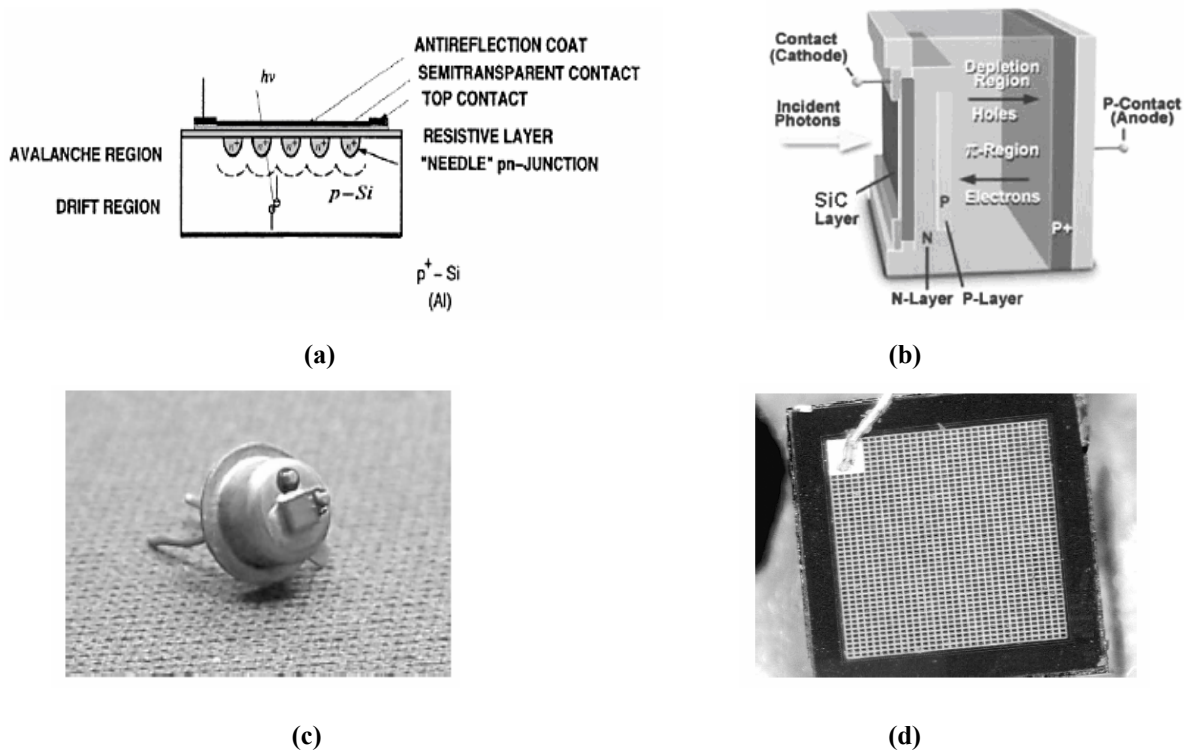 hν
ANTIREFLECTION COAT
SEMITRANSPARENT CONTACT
TOP CONTACT
RESISTIVE LAYER
"NEEDLE" pn-JUNCTION
AVALANCHE REGION
n+ n+ n+ n+ n+
p-Si
DRIFT REGION
p+ - Si
(Al)
(a)
Contact
(Cathode)
Incident
Photons
Depletion
Region
Holes
π-Region
Electrons
P-Contact
(Anode)
SiC
Layer
P
N
P+
N-Layer P-Layer
(b)
(c)
(d)